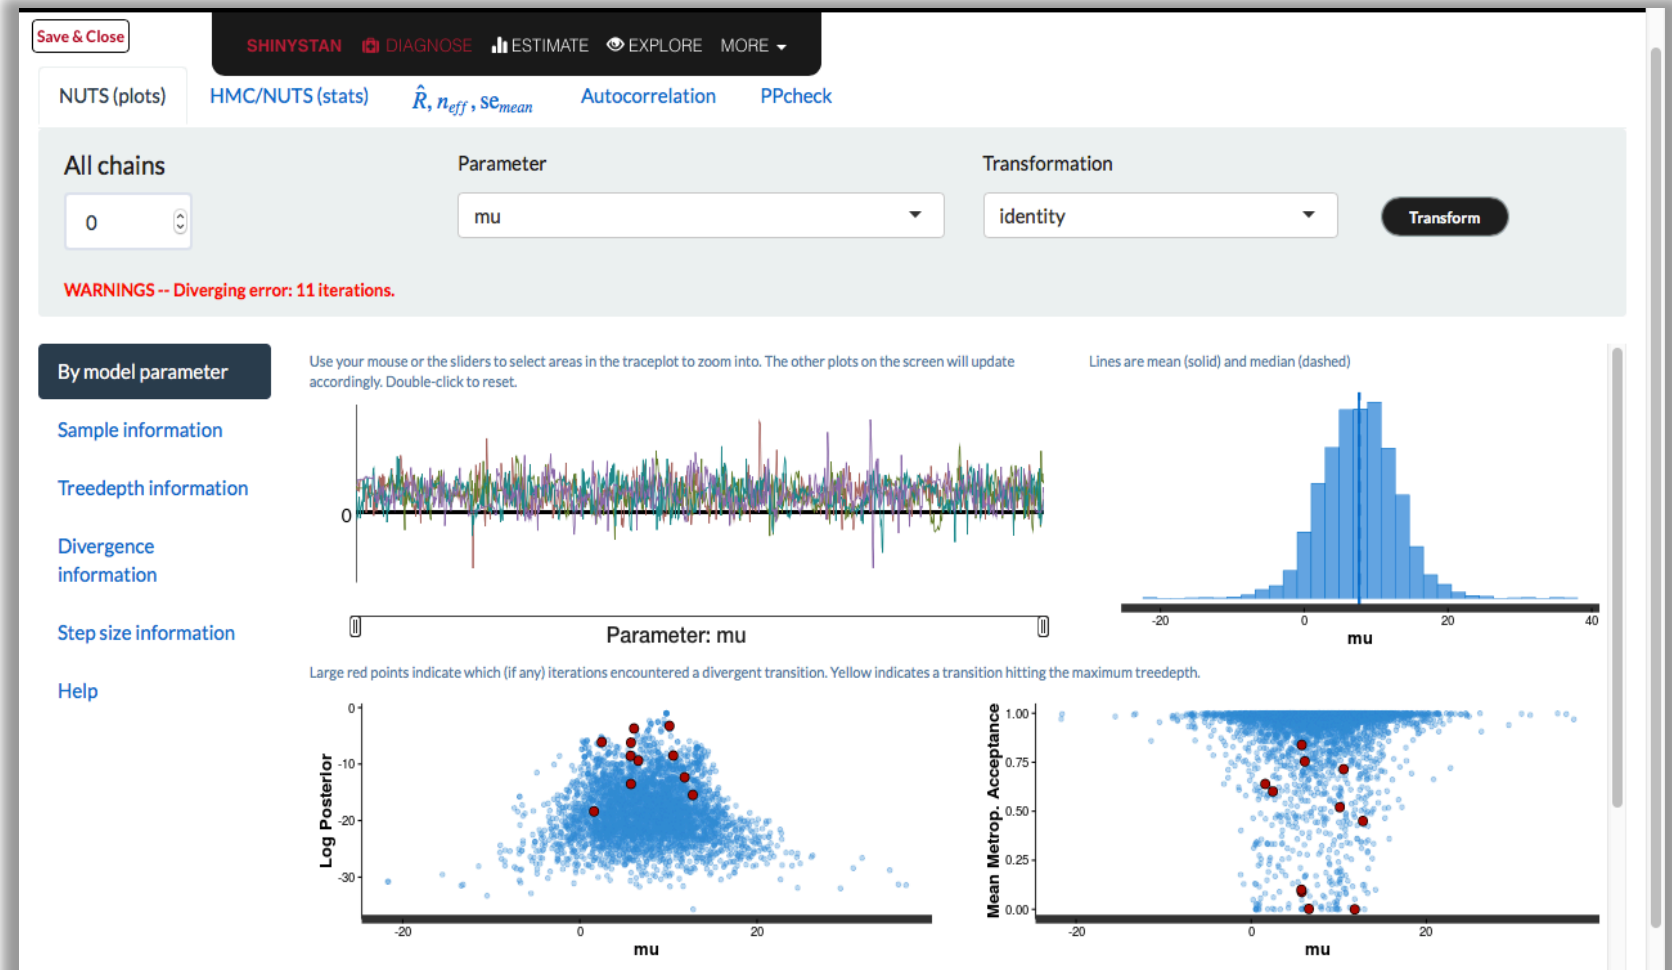 Save & Close
SHINYSTAN DIAGNOSE ESTIMATE EXPLORE MORE
NUTS (plots) HMC/NUTS (stats) R̂, neff, semean Autocorrelation PPcheck
All chains Parameter Transformation
0 mu identity Transform
WARNINGS -- Diverging error: 11 iterations.
By model parameter
Sample information
Treedepth information
Divergence
information
Step size information
Help
Use your mouse or the sliders to select areas in the traceplot to zoom into. The other plots on the screen will update
accordingly. Double-click to reset.
0
Parameter: mu
Lines are mean (solid) and median (dashed)
-20 0 20 40
mu
Large red points indicate which (if any) iterations encountered a divergent transition. Yellow indicates a transition hitting the maximum treedepth.
Log Posterior
0
-10
-20
-30
-20 0 20
mu
Mean Metrop. Acceptance
1.00
0.75
0.50
0.25
0.00
-20 0 20
mu